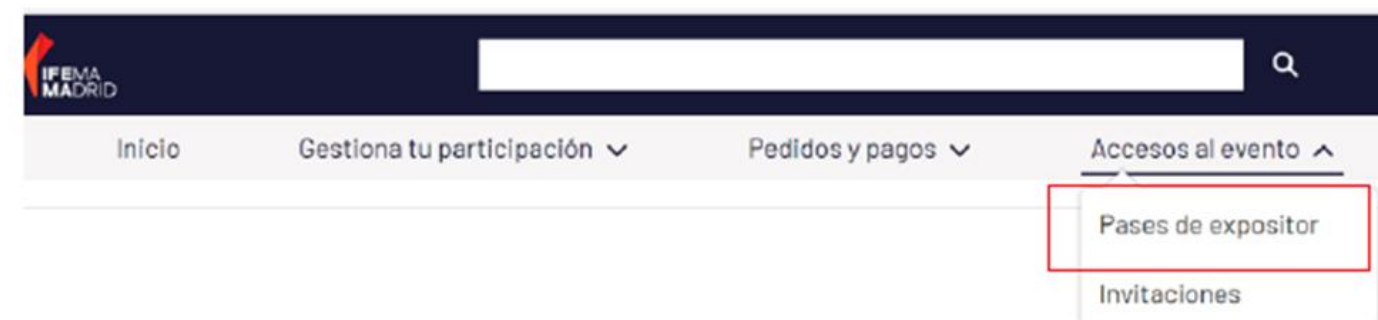 IFEMA
MADRID
Inicio Gestiona tu participación Pedidos y pagos Accesos al evento
Pases de expositor
Invitaciones